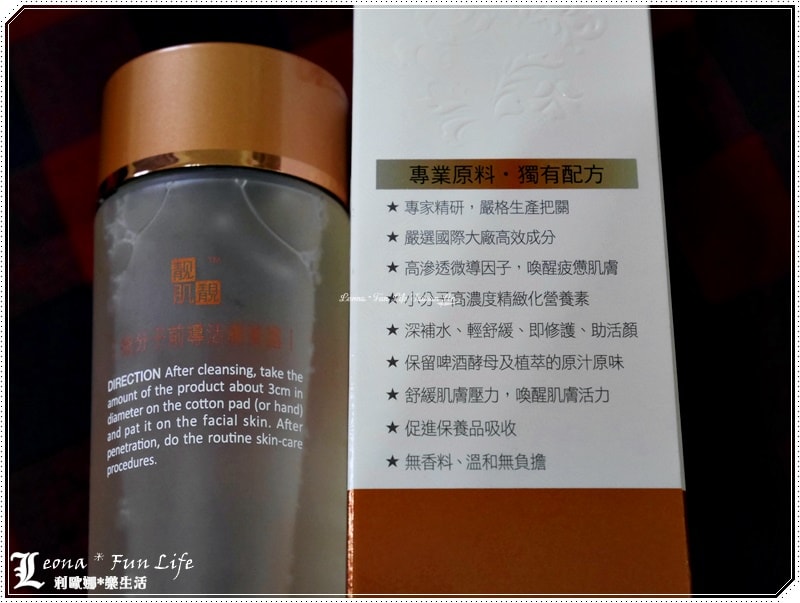 靚
肌靚
™
DIRECTION After cleansing, take the
amount of the product about 3cm in
diameter on the cotton pad (or hand)
and pat it on the facial skin. After
penetration, do the routine skin-care
procedures.
專業原料・獨有配方
★ 專家精研，嚴格生產把關
★ 嚴選國際大廠高效成分
★ 高滲透微導因子，喚醒疲憊肌膚
★ 小分子高濃度精緻化營養素
★ 深補水、輕舒緩、即修護、助活顏
★ 保留啤酒酵母及植萃的原汁原味
★ 舒緩肌膚壓力，喚醒肌膚活力
★ 促進保養品吸收
★ 無香料、溫和無負擔
Leona * Fun Life
利歐娜*樂生活